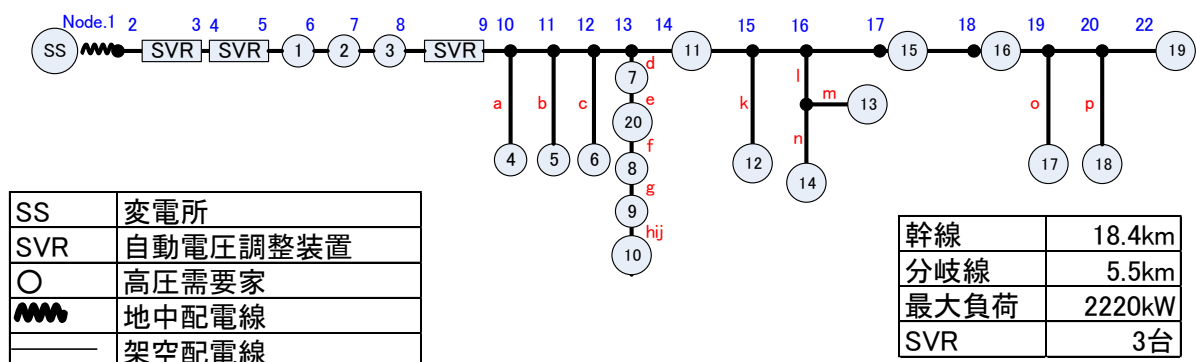 Node.1 2 3 4 5 6 7 8 9 10 11 12 13 14 15 16 17 18 19 20 22
SS SVR SVR 1 2 3 SVR 11 15 16 19
d
7
l
a b c e k m 13 o p
20
n
f
4 5 6 8 12 17 18
14
g
9
hij
10
SS 変電所
SVR 自動電圧調整装置
○ 高圧需要家
地中配電線
架空配電線
幹線 18.4km
分岐線 5.5km
最大負荷 2220kW
SVR 3台